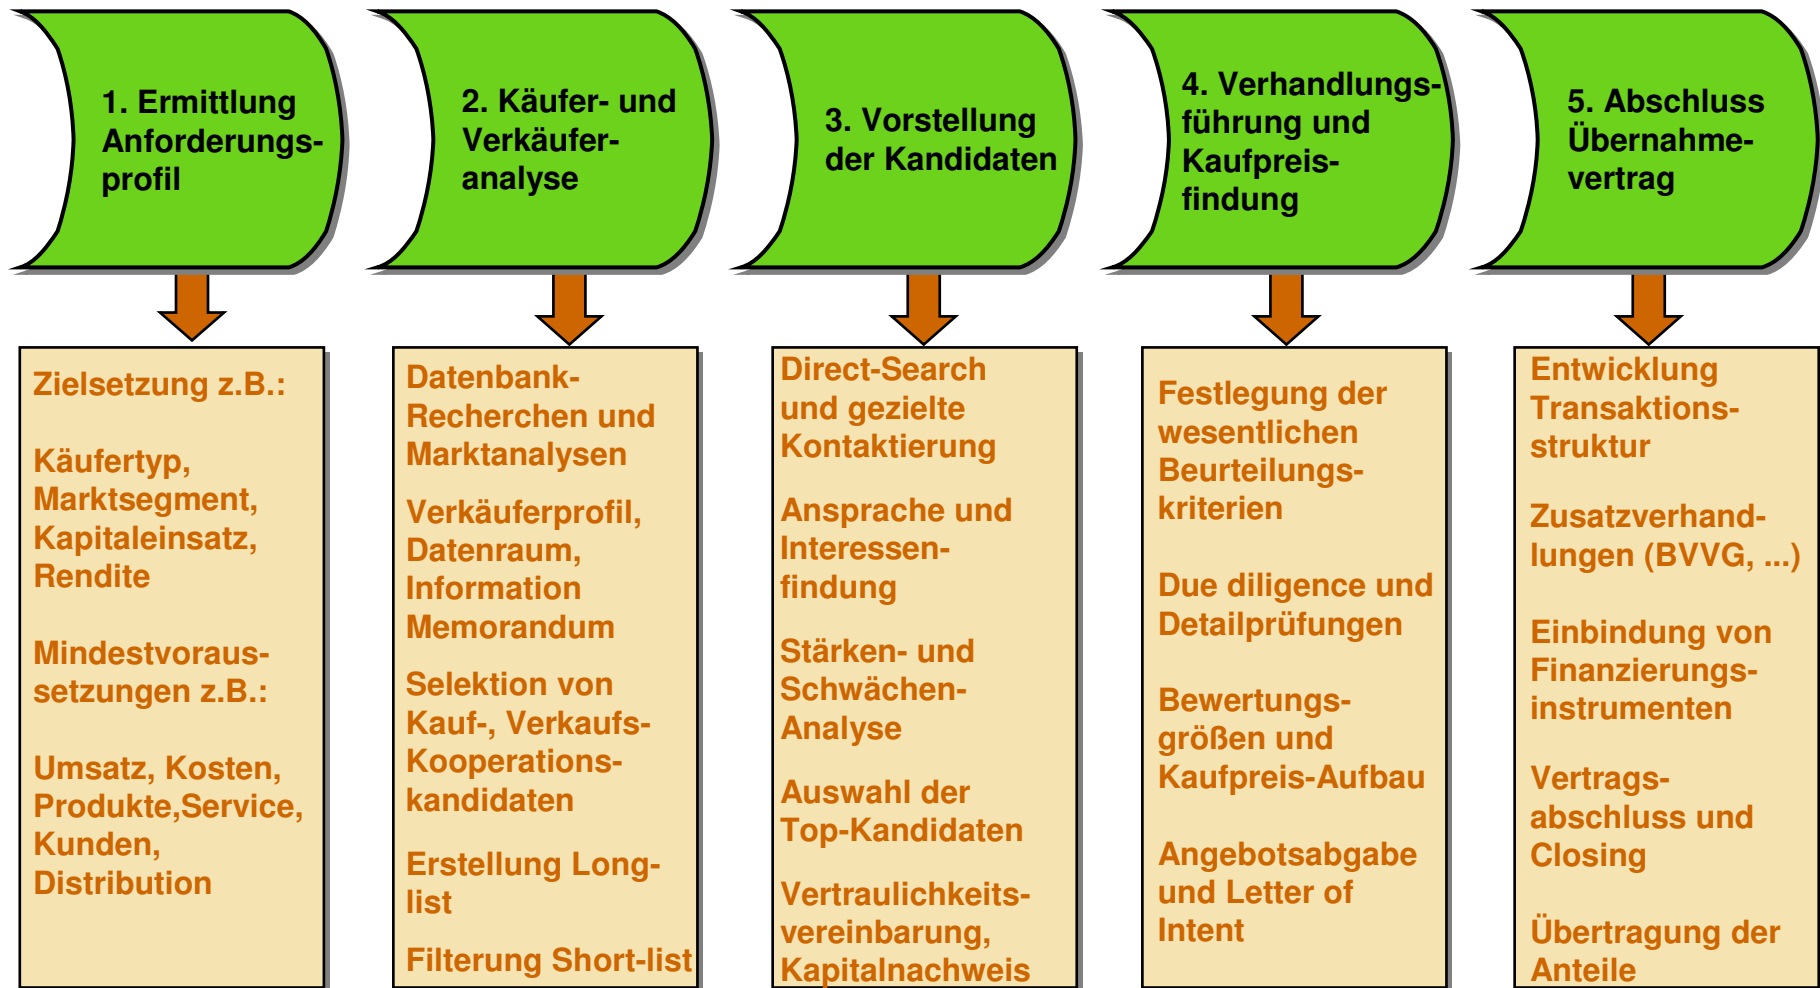 1. Ermittlung
Anforderungs-
profil
2. Käufer- und
Verkäufer-
analyse
3. Vorstellung
der Kandidaten
4. Verhandlungs-
führung und
Kaufpreis-
findung
5. Abschluss
Übernahme-
vertrag
Zielsetzung z.B.:
Käufertyp,
Marktsegment,
Kapitaleinsatz,
Rendite
Mindestvoraus-
setzungen z.B.:
Umsatz, Kosten,
Produkte,Service,
Kunden,
Distribution
Datenbank-
Recherchen und
Marktanalysen
Verkäuferprofil,
Datenraum,
Information
Memorandum
Selektion von
Kauf-, Verkaufs-
Kooperations-
kandidaten
Erstellung Long-
list
Filterung Short-list
Direct-Search
und gezielte
Kontaktierung
Ansprache und
Interessen-
findung
Stärken- und
Schwächen-
Analyse
Auswahl der
Top-Kandidaten
Vertraulichkeits-
vereinbarung,
Kapitalnachweis
Festlegung der
wesentlichen
Beurteilungs-
kriterien
Due diligence und
Detailprüfungen
Bewertungs-
größen und
Kaufpreis-Aufbau
Angebotsabgabe
und Letter of
Intent
Entwicklung
Transaktions-
struktur
Zusatzverhand-
lungen (BVVG, ...)
Einbindung von
Finanzierungs-
instrumenten
Vertrags-
abschluss und
Closing
Übertragung der
Anteile